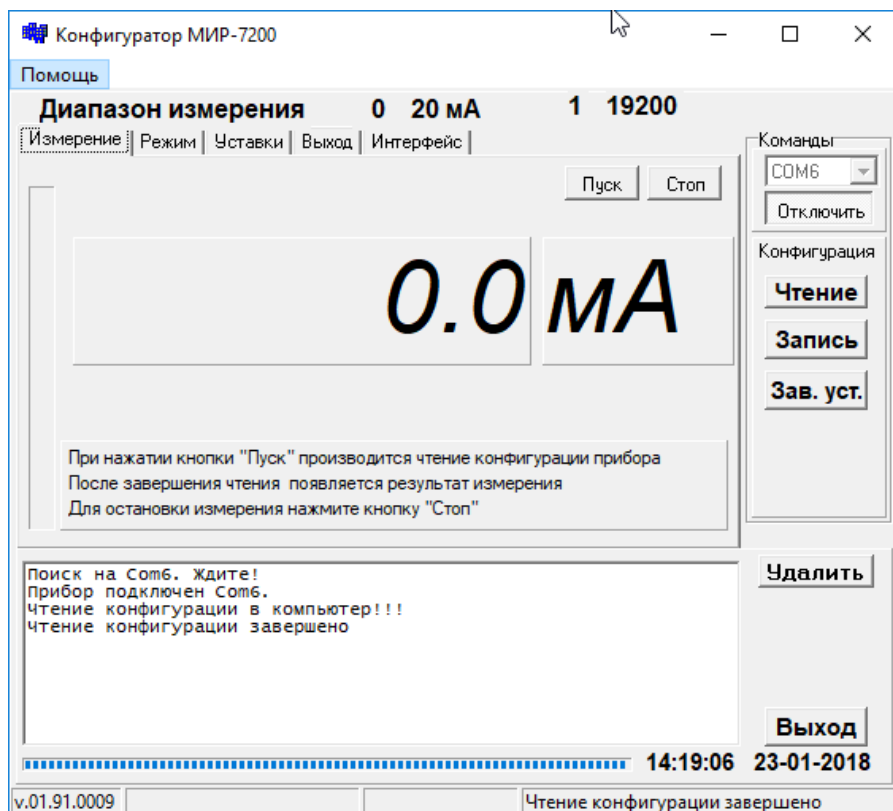 Конфигуратор МИР-7200
Помощь
Диапазон измерения 0 20 мА 1 19200
Измерение Режим Уставки Выход Интерфейс
Команды
COM6
Пуск Стоп
Отключить
Конфигурация
0.0 мА
Чтение
Запись
Зав. уст.
При нажатии кнопки "Пуск" производится чтение конфигурации прибора
После завершения чтения появляется результат измерения
Для остановки измерения нажмите кнопку "Стоп"
Удалить
Поиск на Com6. Ждите!
Прибор подключен Com6.
Чтение конфигурации в компьютер!!!
Чтение конфигурации завершено
Выход
14:19:06 23-01-2018
v.01.91.0009 Чтение конфигурации завершено